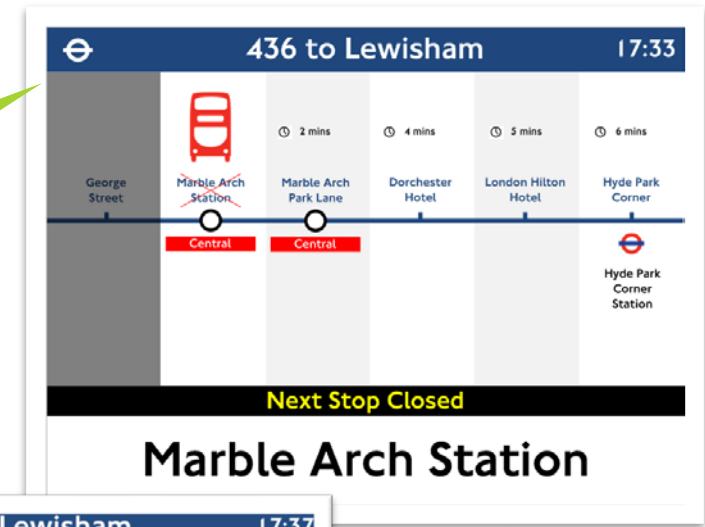 436 to Lewisham 17:33
2 mins 4 mins 5 mins 6 mins
George Street
Marble Arch Station
Marble Arch Park Lane
Dorchester Hotel
London Hilton Hotel
Hyde Park Corner
Central Central
Hyde Park
Corner
Station
Next Stop Closed
Marble Arch Station
Lewisham 17:37